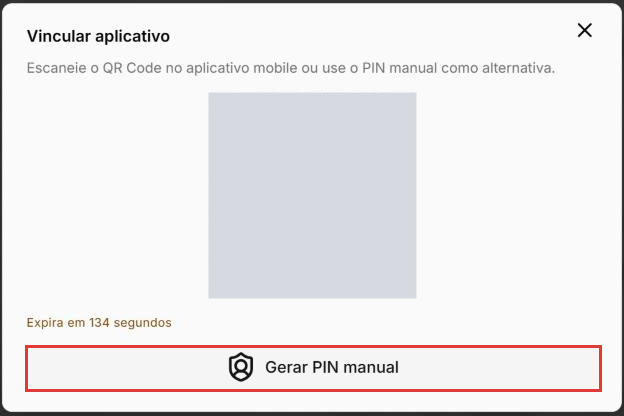 Vincular aplicativo
Escaneie o QR Code no aplicativo mobile ou use o PIN manual como alternativa.
Expira em 134 segundos
Gerar PIN manual